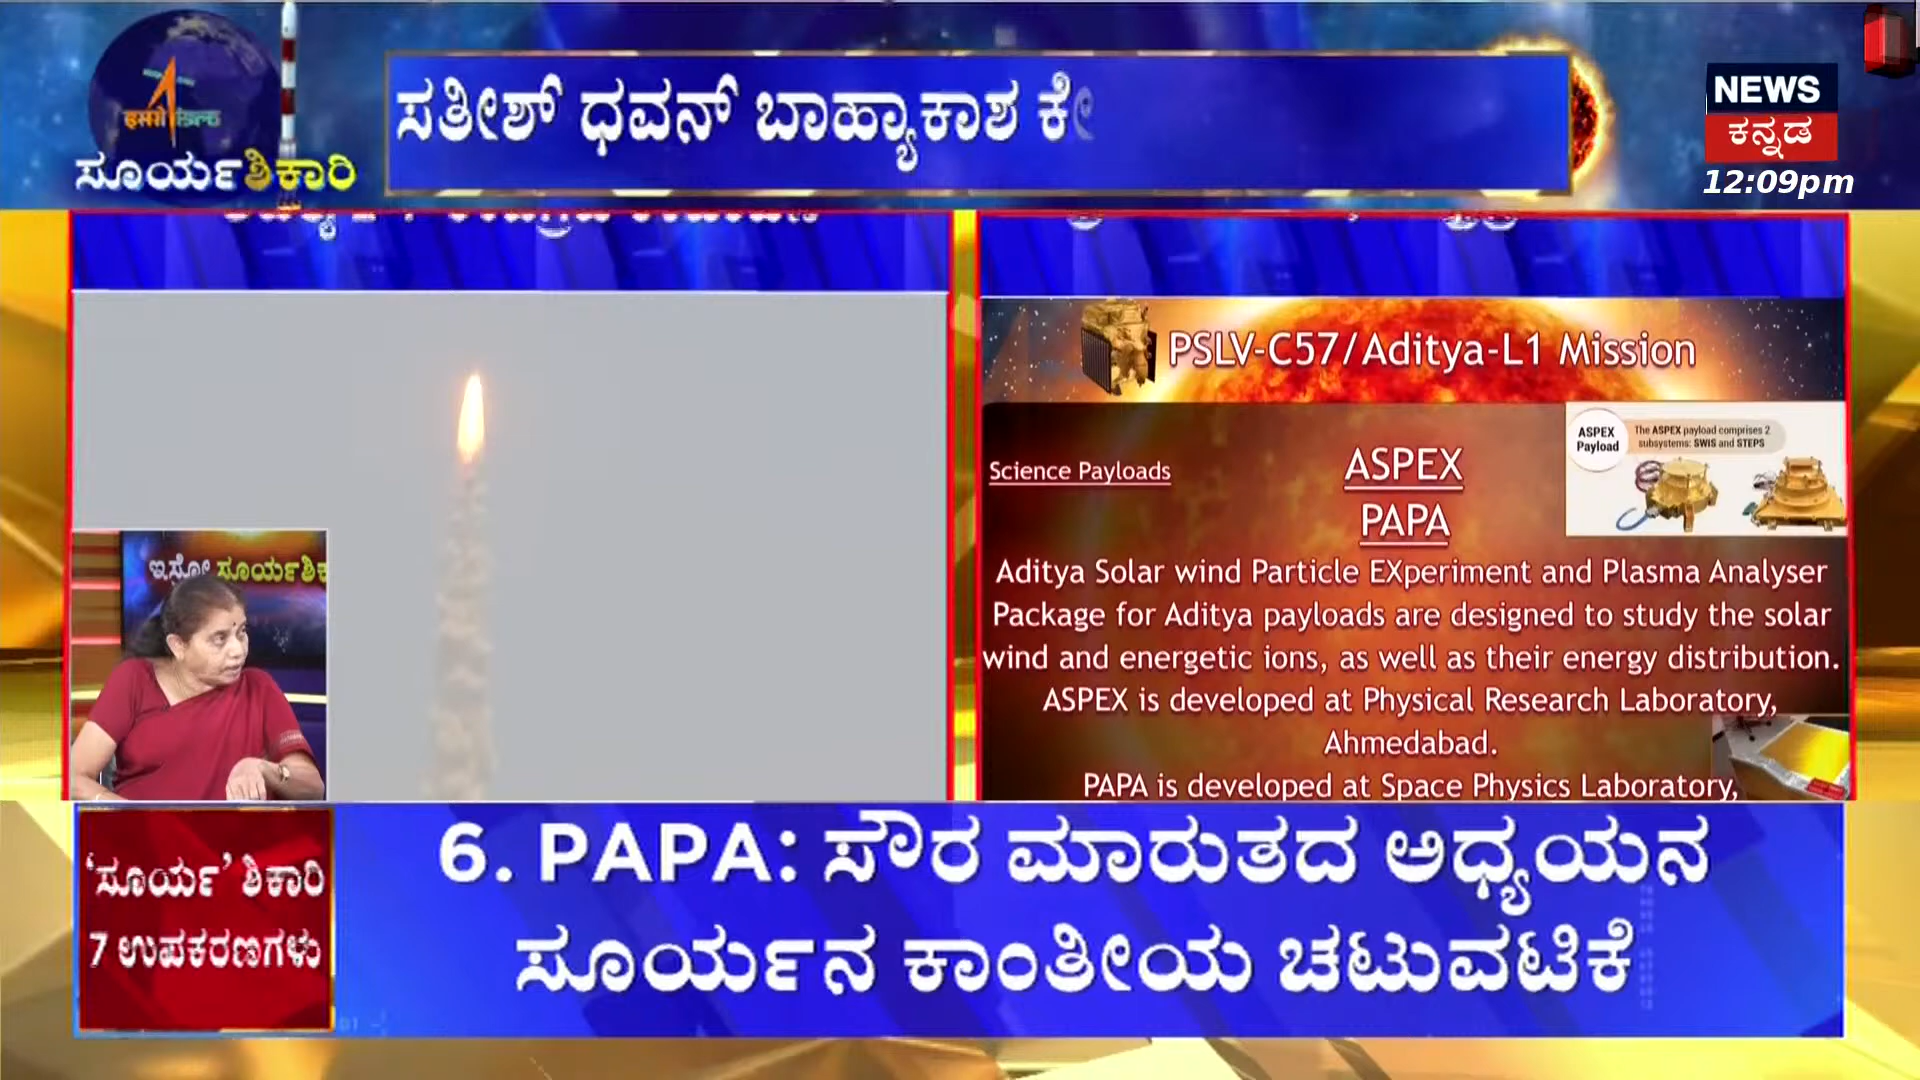 ಸತೀಶ್ ಧವನ್ ಬಾಹ್ಯಾಕಾಶ ಕೇ
इसरो isro
ಸೂರ್ಯಶಿಕಾರಿ
NEWS
ಕನ್ನಡ
12:09pm
PSLV-C57/Aditya-L1 Mission
ASPEX Payload
The ASPEX payload comprises 2
subsystems: SWIS and STEPS
Science Payloads
ASPEX
PAPA
Aditya Solar wind Particle EXperiment and Plasma Analyser
Package for Aditya payloads are designed to study the solar
wind and energetic ions, as well as their energy distribution.
ASPEX is developed at Physical Research Laboratory,
Ahmedabad.
PAPA is developed at Space Physics Laboratory,
ಇಸ್ರೋ ಸೂರ್ಯಶಿಕ
'ಸೂರ್ಯ' ಶಿಕಾರಿ
7 ಉಪಕರಣಗಳು
6. PAPA: ಸೌರ ಮಾರುತದ ಅಧ್ಯಯನ
ಸೂರ್ಯನ ಕಾಂತೀಯ ಚಟುವಟಿಕೆ